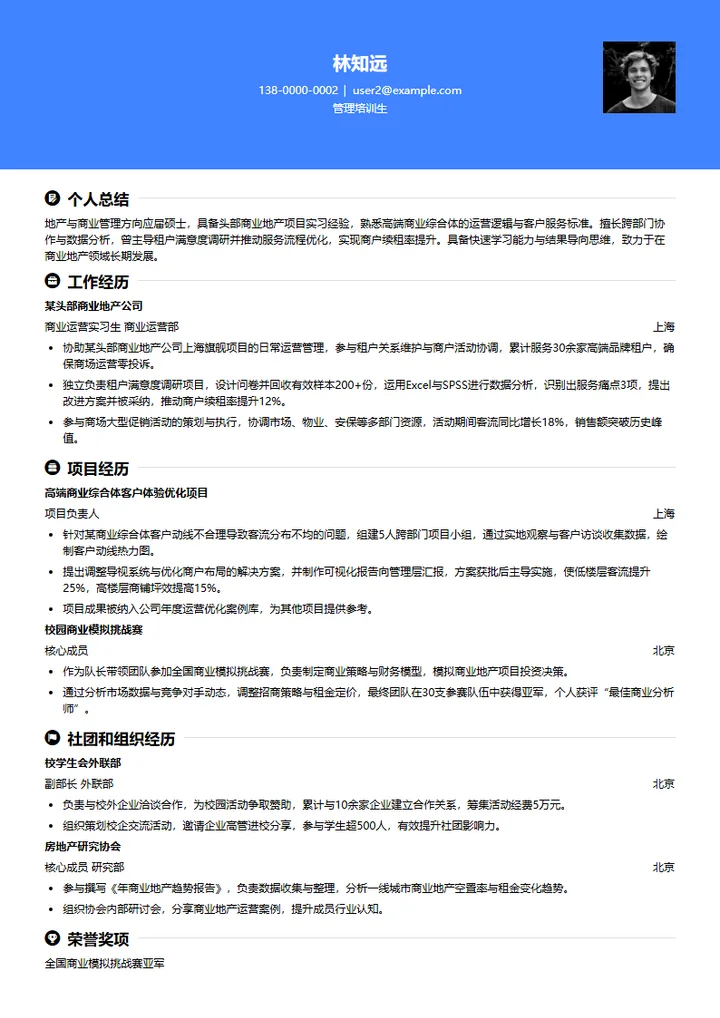 林知远
138-0000-0002 | user2@example.com
管理培训生
个人总结
地产与商业管理方向应届硕士，具备头部商业地产项目实习经验，熟悉高端商业综合体的运营逻辑与客户服务标准。擅长跨部门协
作与数据分析，曾主导租户满意度调研并推动服务流程优化，实现商户续租率提升。具备快速学习能力与结果导向思维，致力于在
商业地产领域长期发展。
工作经历
某头部商业地产公司
商业运营实习生 商业运营部 上海
• 协助某头部商业地产公司上海旗舰项目的日常运营管理，参与租户关系维护与商户活动协调，累计服务30余家高端品牌租户，确
保商场运营零投诉。
• 独立负责租户满意度调研项目，设计问卷并回收有效样本200+份，运用Excel与SPSS进行数据分析，识别出服务痛点3项，提出
改进方案并被采纳，推动商户续租率提升12%。
• 参与商场大型促销活动的策划与执行，协调市场、物业、安保等多部门资源，活动期间客流同比增长18%，销售额突破历史峰
值。
项目经历
高端商业综合体客户体验优化项目
项目负责人 上海
• 针对某商业综合体客户动线不合理导致客流分布不均的问题，组建5人跨部门项目小组，通过实地观察与客户访谈收集数据，绘
制客户动线热力图。
• 提出调整导视系统与优化商户布局的解决方案，并制作可视化报告向管理层汇报，方案获批后主导实施，使低楼层客流提升
25%，高楼层商铺坪效提高15%。
• 项目成果被纳入公司年度运营优化案例库，为其他项目提供参考。
校园商业模拟挑战赛
核心成员 北京
• 作为队长带领团队参加全国商业模拟挑战赛，负责制定商业策略与财务模型，模拟商业地产项目投资决策。
• 通过分析市场数据与竞争对手动态，调整招商策略与租金定价，最终团队在30支参赛队伍中获得亚军，个人获评“最佳商业分析
师”。
社团和组织经历
校学生会外联部
副部长 外联部 北京
• 负责与校外企业洽谈合作，为校园活动争取赞助，累计与10余家企业建立合作关系，筹集活动经费5万元。
• 组织策划校企交流活动，邀请企业高管进校分享，参与学生超500人，有效提升社团影响力。
房地产研究协会
核心成员 研究部 北京
• 参与撰写《年商业地产趋势报告》，负责数据收集与整理，分析一线城市商业地产空置率与租金变化趋势。
• 组织协会内部研讨会，分享商业地产运营案例，提升成员行业认知。
荣誉奖项
全国商业模拟挑战赛亚军